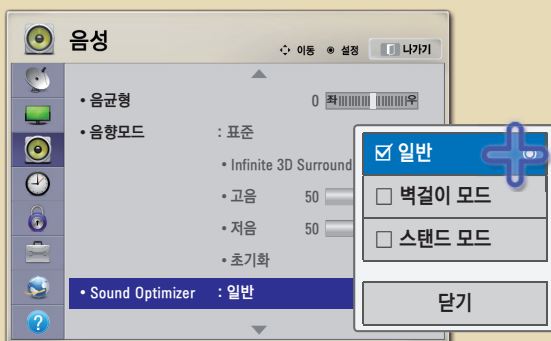 음성
이동 설정 나가기
• 음균형 0 좌 우
• 음향모드 : 표준
• Infinite 3D Surround
• 고음 50
• 저음 50
• 초기화
• Sound Optimizer : 일반
일반
벽걸이 모드
스탠드 모드
닫기